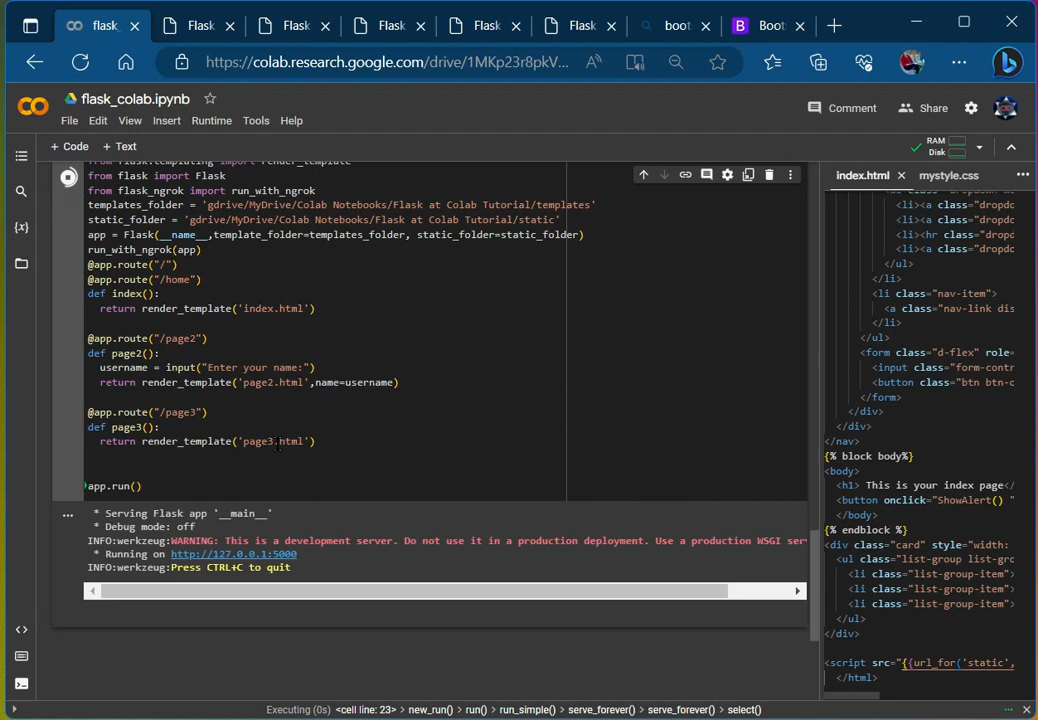 flask
Flask
Flask
Flask
Flask
Flask
boot
Boot
https://colab.research.google.com/drive/1MKp23r8pkV...
flask_colab.ipynb
File Edit View Insert Runtime Tools Help
Comment
Share
+ Code + Text
RAM
Disk
from flask.templating import render_template
from flask import Flask
from flask_ngrok import run_with_ngrok
templates_folder = 'gdrive/MyDrive/Colab Notebooks/Flask at Colab Tutorial/templates'
static_folder = 'gdrive/MyDrive/Colab Notebooks/Flask at Colab Tutorial/static'
app = Flask(__name__,template_folder=templates_folder, static_folder=static_folder)
run_with_ngrok(app)
@app.route("/")
@app.route("/home")
def index():
return render_template('index.html')
@app.route("/page2")
def page2():
username = input("Enter your name:")
return render_template('page2.html',name=username)
@app.route("/page3")
def page3():
return render_template('page3.html')
app.run()
* Serving Flask app '__main__'
* Debug mode: off
INFO:werkzeug:WARNING: This is a development server. Do not use it in a production deployment. Use a production WSGI serv
* Running on http://127.0.0.1:5000
INFO:werkzeug:Press CTRL+C to quit
index.html
mystyle.css
<li><a class="dropdo
<li><a class="dropdo
<li><hr class="dropd
<li><a class="dropdo
</ul>
</li>
<li class="nav-item">
<a class="nav-link dis
</li>
</ul>
<form class="d-flex" role=
<input class="form-contr
<button class="btn btn-o
</form>
</div>
</div>
</nav>
{% block body%}
<body>
<h1> This is your index page</
<button onclick="ShowAlert() "
</body>
{% endblock %}
<div class="card" style="width:
<ul class="list-group list-gro
<li class="list-group-item">
<li class="list-group-item">
<li class="list-group-item">
</ul>
</div>
<script src="{{url_for('static',
</html>
Executing (0s) <cell line: 23> > new_run() > run() > run_simple() > serve_forever() > serve_forever() > select()